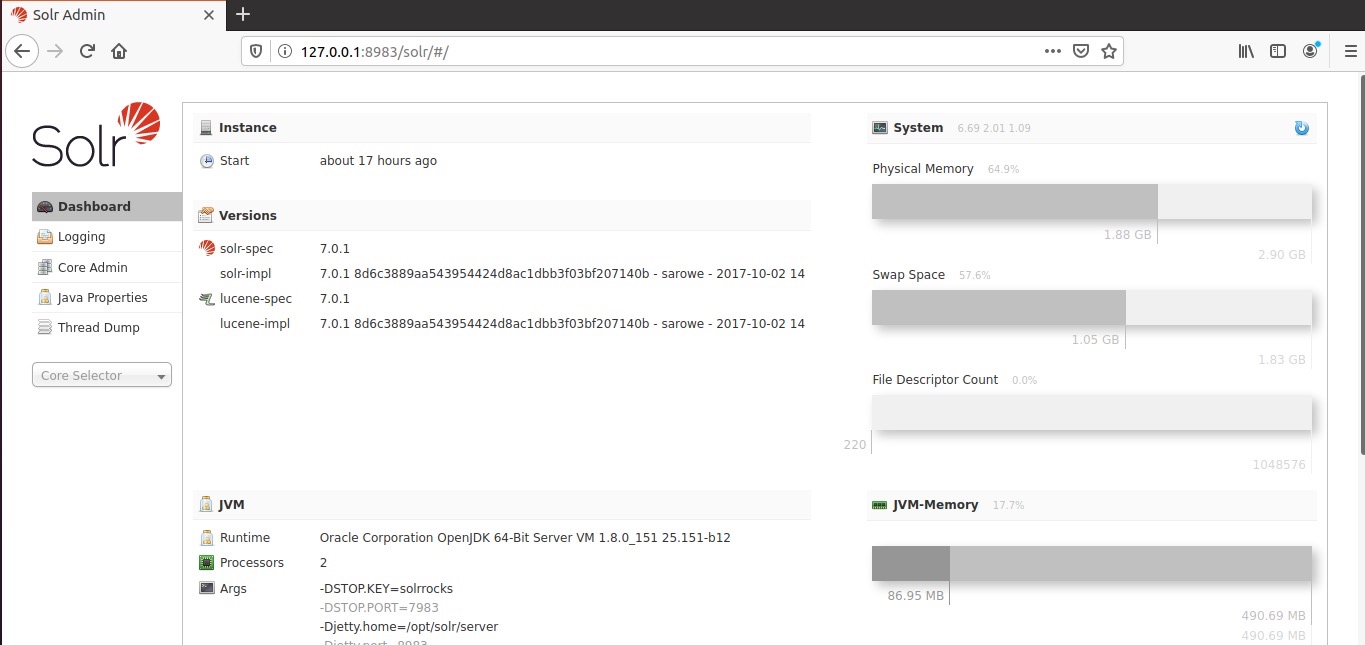 Solr Admin
127.0.0.1:8983/solr/#/
Solr
Dashboard
Logging
Core Admin
Java Properties
Thread Dump
Core Selector
Instance
Start about 17 hours ago
Versions
solr-spec 7.0.1
solr-impl 7.0.1 8d6c3889aa543954424d8ac1dbb3f03bf207140b - sarowe - 2017-10-02 14
lucene-spec 7.0.1
lucene-impl 7.0.1 8d6c3889aa543954424d8ac1dbb3f03bf207140b - sarowe - 2017-10-02 14
JVM
Runtime Oracle Corporation OpenJDK 64-Bit Server VM 1.8.0_151 25.151-b12
Processors 2
Args -DSTOP.KEY=solrrocks
-DSTOP.PORT=7983
-Djetty.home=/opt/solr/server
-Djetty.port=8983
System 6.69 2.01 1.09
Physical Memory 64.9%
1.88 GB
2.90 GB
Swap Space 57.6%
1.05 GB
1.83 GB
File Descriptor Count 0.0%
220
1048576
JVM-Memory 17.7%
86.95 MB
490.69 MB
490.69 MB